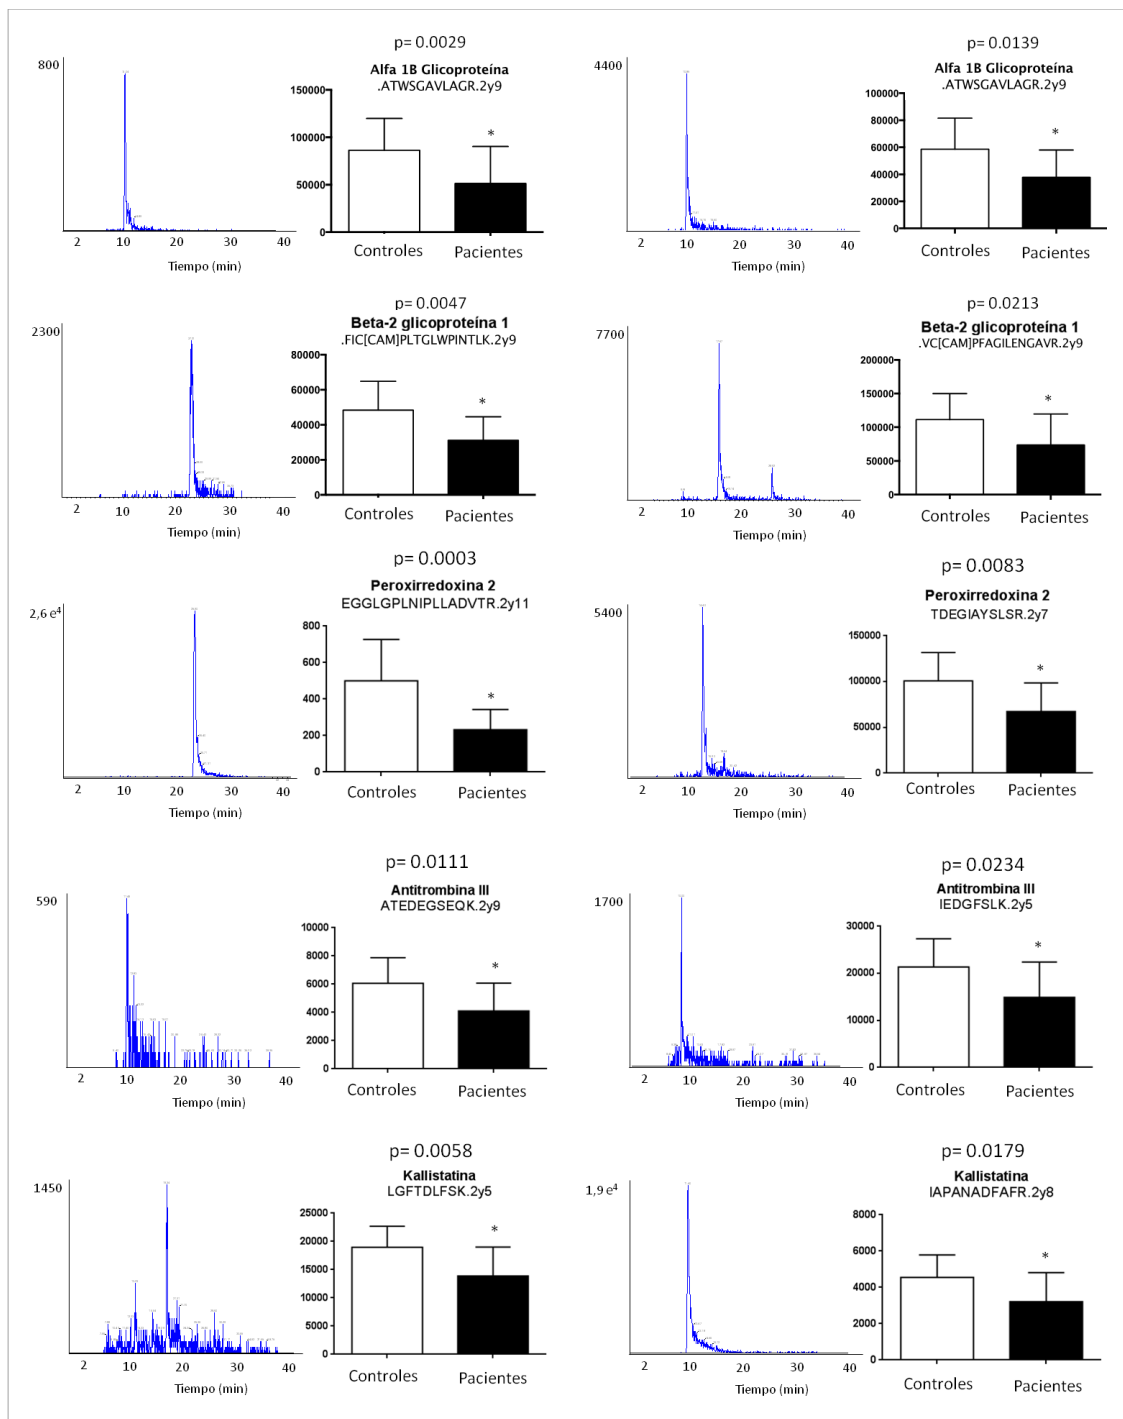 p= 0.0029
Alfa 1B Glicoproteína
.ATWSGAVLAGR.2y9
800
2
10
20
30
40
Tiempo (min)
150000
100000
50000
0
*
Controles
Pacientes
p= 0.0139
Alfa 1B Glicoproteína
.ATWSGAVLAGR.2y9
4400
2
10
20
30
40
Tiempo (min)
100000
80000
60000
40000
20000
0
*
Controles
Pacientes
p= 0.0047
Beta-2 glicoproteína 1
.FIC[CAM]PLTGLWPINTLK.2y9
2300
2
10
20
30
40
Tiempo (min)
80000
60000
40000
20000
0
*
Controles
Pacientes
p= 0.0213
Beta-2 glicoproteína 1
.VC[CAM]PFAGILENGAVR.2y9
7700
2
10
20
30
40
Tiempo (min)
200000
150000
100000
50000
0
*
Controles
Pacientes
p= 0.0003
Peroxirredoxina 2
EGGLGPLNIPLLADVTR.2y11
2,6 e4
2
10
20
30
40
Tiempo (min)
800
600
400
200
0
*
Controles
Pacientes
p= 0.0083
Peroxirredoxina 2
TDEGIAYSLSR.2y7
5400
2
10
20
30
40
Tiempo (min)
150000
100000
50000
0
*
Controles
Pacientes
p= 0.0111
Antitrombina III
ATEDEGSEQK.2y9
590
2
10
20
30
40
Tiempo (min)
10000
8000
6000
4000
2000
0
*
Controles
Pacientes
p= 0.0234
Antitrombina III
IEDGFSLK.2y5
1700
2
10
20
30
40
Tiempo (min)
30000
20000
10000
0
*
Controles
Pacientes
p= 0.0058
Kallistatina
LGFTDLFSK.2y5
1450
2
10
20
30
40
Tiempo (min)
25000
20000
15000
10000
5000
0
*
Controles
Pacientes
p= 0.0179
Kallistatina
IAPANADFAFR.2y8
1,9 e4
2
10
20
30
40
Tiempo (min)
8000
6000
4000
2000
0
*
Controles
Pacientes